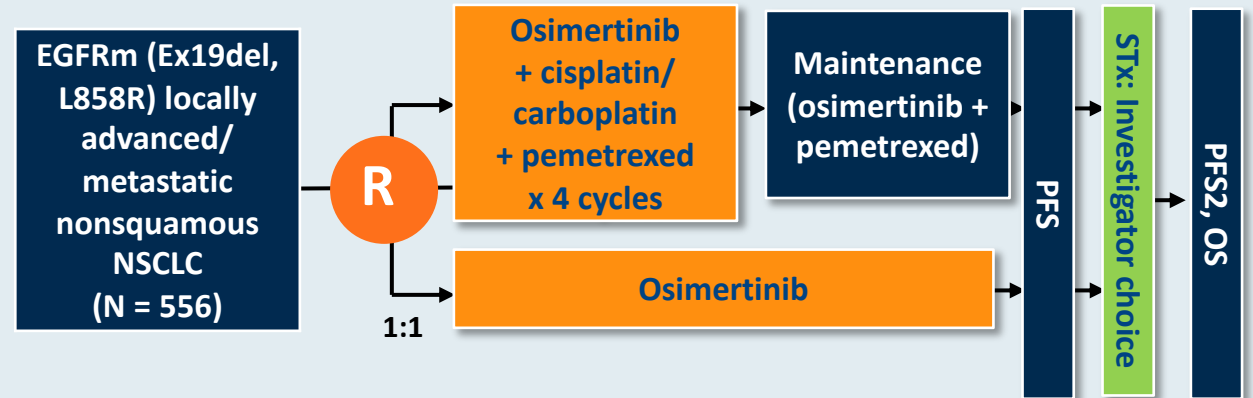 EGFRm (Ex19del,
L858R) locally
advanced/
metastatic
nonsquamous
NSCLC
(N = 556)
R
1:1
Osimertinib
+ cisplatin/
carboplatin
+ pemetrexed
x 4 cycles
Maintenance
(osimertinib +
pemetrexed)
Osimertinib
PFS
STx: Investigator choice
PFS2, OS